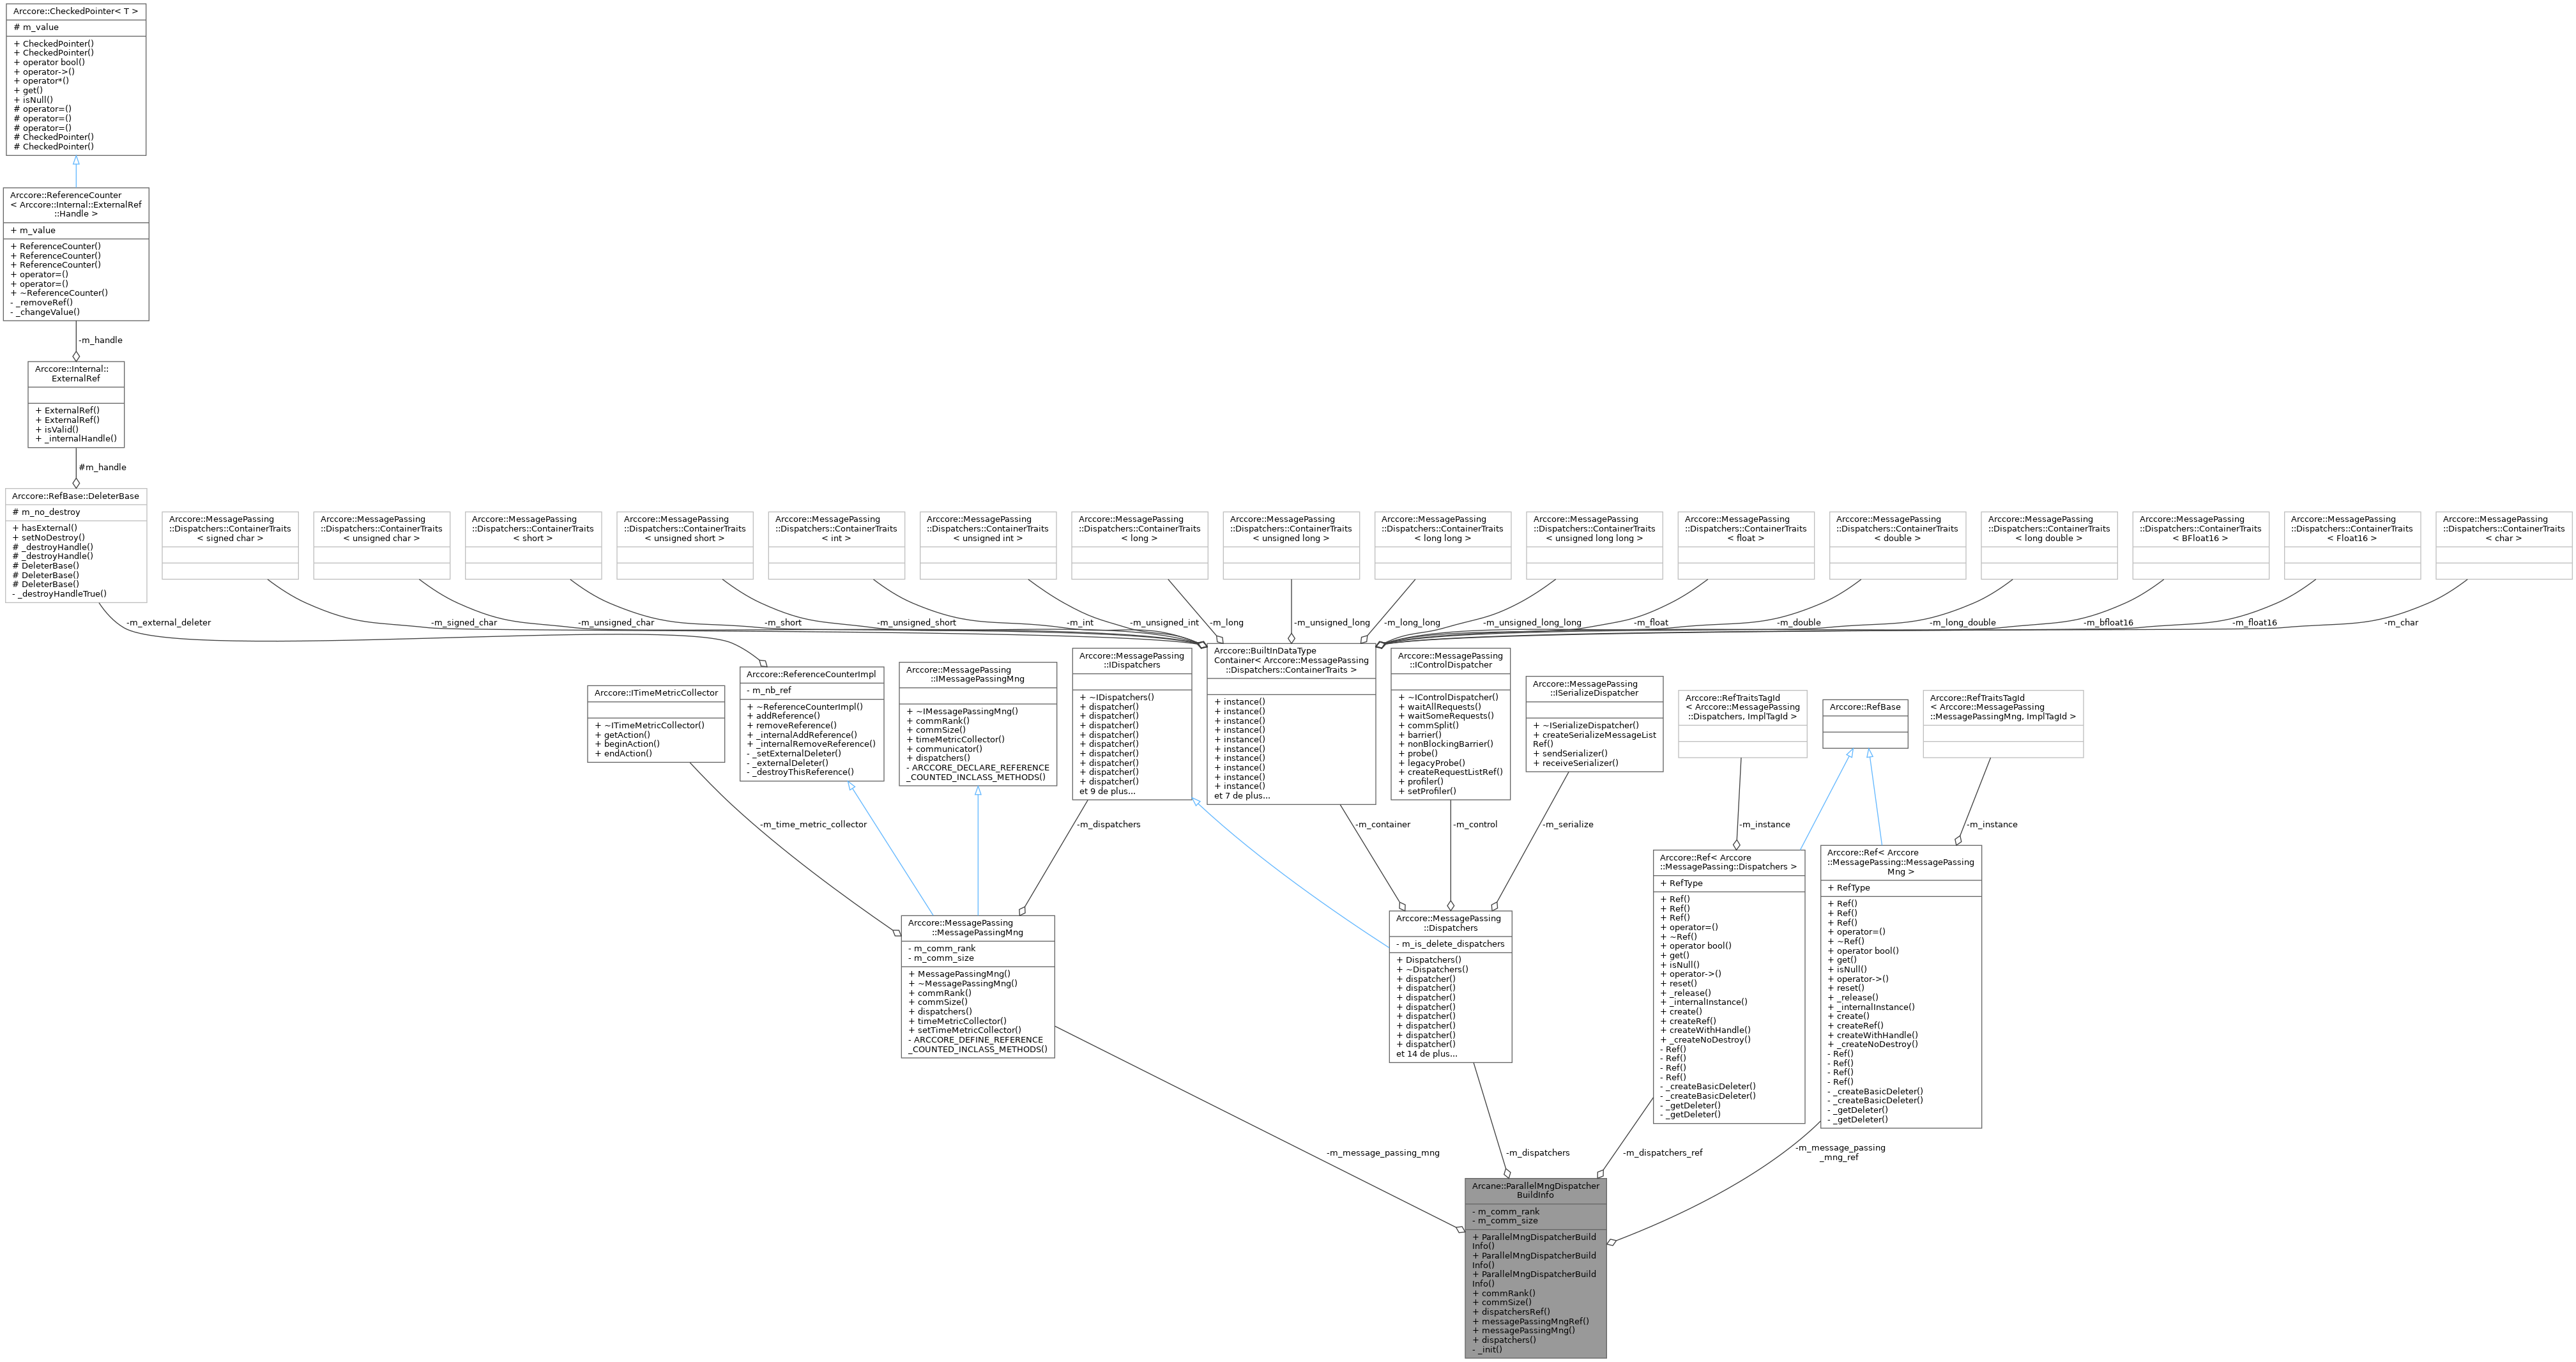 Arccore::CheckedPointer< T >
# m_value
+ CheckedPointer()
+ CheckedPointer()
+ operator bool()
+ operator->()
+ operator*()
+ get()
+ isNull()
# operator=()
# operator=()
# operator=()
# CheckedPointer()
# CheckedPointer()
Arccore::ReferenceCounter
< Arccore::Internal::ExternalRef
::Handle >
+ m_value
+ ReferenceCounter()
+ ReferenceCounter()
+ ReferenceCounter()
+ operator=()
+ operator=()
+ ~ReferenceCounter()
- _removeRef()
- _changeValue()
-m_handle
Arccore::Internal::
ExternalRef
+ ExternalRef()
+ ExternalRef()
+ isValid()
+ _internalHandle()
#m_handle
Arccore::RefBase::DeleterBase
# m_no_destroy
+ hasExternal()
+ setNoDestroy()
# _destroyHandle()
# _destroyHandle()
# DeleterBase()
# DeleterBase()
# DeleterBase()
- _destroyHandleTrue()
Arccore::MessagePassing
::Dispatchers::ContainerTraits
< signed char >
Arccore::MessagePassing
::Dispatchers::ContainerTraits
< unsigned char >
Arccore::MessagePassing
::Dispatchers::ContainerTraits
< short >
Arccore::MessagePassing
::Dispatchers::ContainerTraits
< unsigned short >
Arccore::MessagePassing
::Dispatchers::ContainerTraits
< int >
Arccore::MessagePassing
::Dispatchers::ContainerTraits
< unsigned int >
Arccore::MessagePassing
::Dispatchers::ContainerTraits
< long >
Arccore::MessagePassing
::Dispatchers::ContainerTraits
< unsigned long >
Arccore::MessagePassing
::Dispatchers::ContainerTraits
< long long >
Arccore::MessagePassing
::Dispatchers::ContainerTraits
< unsigned long long >
Arccore::MessagePassing
::Dispatchers::ContainerTraits
< float >
Arccore::MessagePassing
::Dispatchers::ContainerTraits
< double >
Arccore::MessagePassing
::Dispatchers::ContainerTraits
< long double >
Arccore::MessagePassing
::Dispatchers::ContainerTraits
< BFloat16 >
Arccore::MessagePassing
::Dispatchers::ContainerTraits
< Float16 >
Arccore::MessagePassing
::Dispatchers::ContainerTraits
< char >
-m_external_deleter
-m_signed_char
-m_unsigned_char
-m_short
-m_unsigned_short
-m_int
-m_unsigned_int
-m_long
-m_unsigned_long
-m_long_long
-m_unsigned_long_long
-m_float
-m_double
-m_long_double
-m_bfloat16
-m_float16
-m_char
Arccore::ITimeMetricCollector
+ ~ITimeMetricCollector()
+ getAction()
+ beginAction()
+ endAction()
Arccore::ReferenceCounterImpl
- m_nb_ref
+ ~ReferenceCounterImpl()
+ addReference()
+ removeReference()
+ _internalAddReference()
+ _internalRemoveReference()
- _setExternalDeleter()
- _externalDeleter()
- _destroyThisReference()
Arccore::MessagePassing
::IMessagePassingMng
+ ~IMessagePassingMng()
+ commRank()
+ commSize()
+ timeMetricCollector()
+ communicator()
+ dispatchers()
- ARCCORE_DECLARE_REFERENCE
_COUNTED_INCLASS_METHODS()
Arccore::MessagePassing
::IDispatchers
+ ~IDispatchers()
+ dispatcher()
+ dispatcher()
+ dispatcher()
+ dispatcher()
+ dispatcher()
+ dispatcher()
+ dispatcher()
+ dispatcher()
+ dispatcher()
et 9 de plus...
Arccore::BuiltInDataType
Container< Arccore::MessagePassing
::Dispatchers::ContainerTraits >
+ instance()
+ instance()
+ instance()
+ instance()
+ instance()
+ instance()
+ instance()
+ instance()
+ instance()
+ instance()
et 7 de plus...
Arccore::MessagePassing
::IControlDispatcher
+ ~IControlDispatcher()
+ waitAllRequests()
+ waitSomeRequests()
+ commSplit()
+ barrier()
+ nonBlockingBarrier()
+ probe()
+ legacyProbe()
+ createRequestListRef()
+ profiler()
+ setProfiler()
Arccore::MessagePassing
::ISerializeDispatcher
+ ~ISerializeDispatcher()
+ createSerializeMessageList
Ref()
+ sendSerializer()
+ receiveSerializer()
Arccore::RefTraitsTagId
< Arccore::MessagePassing
::Dispatchers, ImplTagId >
Arccore::RefBase
Arccore::RefTraitsTagId
< Arccore::MessagePassing
::MessagePassingMng, ImplTagId >
-m_time_metric_collector
-m_dispatchers
-m_container
-m_control
-m_serialize
-m_instance
-m_instance
Arccore::MessagePassing
::MessagePassingMng
- m_comm_rank
- m_comm_size
+ MessagePassingMng()
+ ~MessagePassingMng()
+ commRank()
+ commSize()
+ dispatchers()
+ timeMetricCollector()
+ setTimeMetricCollector()
- ARCCORE_DEFINE_REFERENCE
_COUNTED_INCLASS_METHODS()
Arccore::MessagePassing
::Dispatchers
- m_is_delete_dispatchers
+ Dispatchers()
+ ~Dispatchers()
+ dispatcher()
+ dispatcher()
+ dispatcher()
+ dispatcher()
+ dispatcher()
+ dispatcher()
+ dispatcher()
+ dispatcher()
et 14 de plus...
Arccore::Ref< Arccore
::MessagePassing::Dispatchers >
+ RefType
+ Ref()
+ Ref()
+ Ref()
+ operator=()
+ ~Ref()
+ operator bool()
+ get()
+ isNull()
+ operator->()
+ reset()
+ _release()
+ _internalInstance()
+ create()
+ createRef()
+ createWithHandle()
+ _createNoDestroy()
- Ref()
- Ref()
- Ref()
- Ref()
- _createBasicDeleter()
- _createBasicDeleter()
- _getDeleter()
- _getDeleter()
Arccore::Ref< Arccore
::MessagePassing::MessagePassing
Mng >
+ RefType
+ Ref()
+ Ref()
+ Ref()
+ operator=()
+ ~Ref()
+ operator bool()
+ get()
+ isNull()
+ operator->()
+ reset()
+ _release()
+ _internalInstance()
+ create()
+ createRef()
+ createWithHandle()
+ _createNoDestroy()
- Ref()
- Ref()
- Ref()
- Ref()
- _createBasicDeleter()
- _createBasicDeleter()
- _getDeleter()
- _getDeleter()
-m_message_passing_mng
-m_dispatchers
-m_dispatchers_ref
-m_message_passing
_mng_ref
Arcane::ParallelMngDispatcher
BuildInfo
- m_comm_rank
- m_comm_size
+ ParallelMngDispatcherBuild
Info()
+ ParallelMngDispatcherBuild
Info()
+ ParallelMngDispatcherBuild
Info()
+ commRank()
+ commSize()
+ dispatchersRef()
+ messagePassingMngRef()
+ messagePassingMng()
+ dispatchers()
- _init()